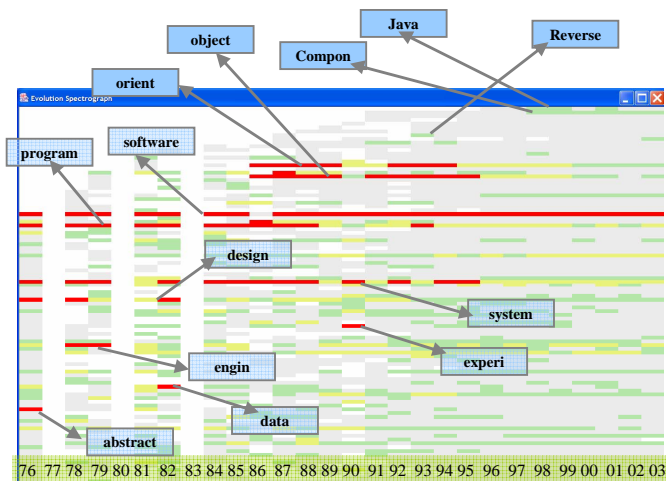 Java
object
Reverse
Compon
orient
Evolution Spectrograph
program
software
design
system
engin
experi
data
abstract
76 77 78 79 80 81 82 83 84 85 86 87 88 89 90 91 92 93 94 95 96 97 98 99 00 01 02 03